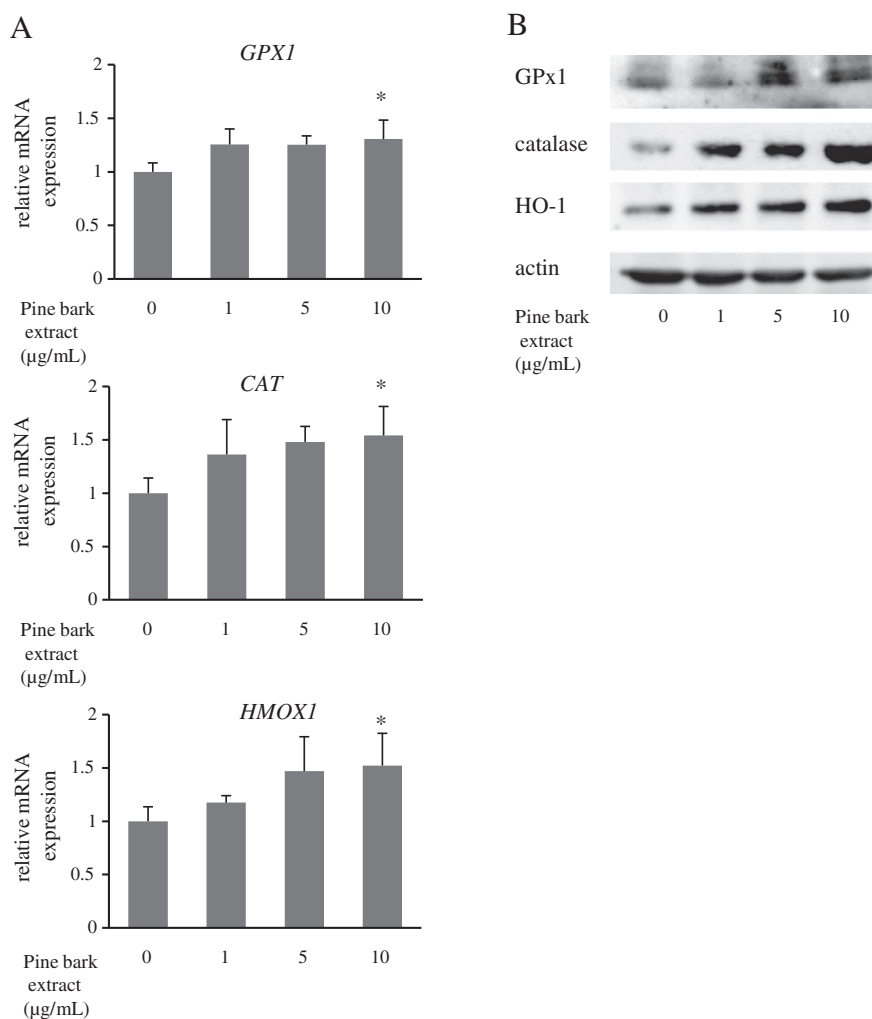 A
GPX1
2
1.5
1
0.5
0
relative mRNA
expression
*
Pine bark
extract
(µg/mL)
0 1 5 10
CAT
2
1.5
1
0.5
0
relative mRNA
expression
*
Pine bark
extract
(µg/mL)
0 1 5 10
HMOX1
2
1.5
1
0.5
0
relative mRNA
expression
*
Pine bark
extract
(µg/mL)
0 1 5 10
B
GPx1
catalase
HO-1
actin
Pine bark
extract
(µg/mL)
0 1 5 10